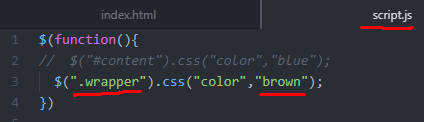 index.html script.js
1 $(function(){
2 //  $("#content").css("color","blue");
3   $(".wrapper").css("color","brown");
4 })